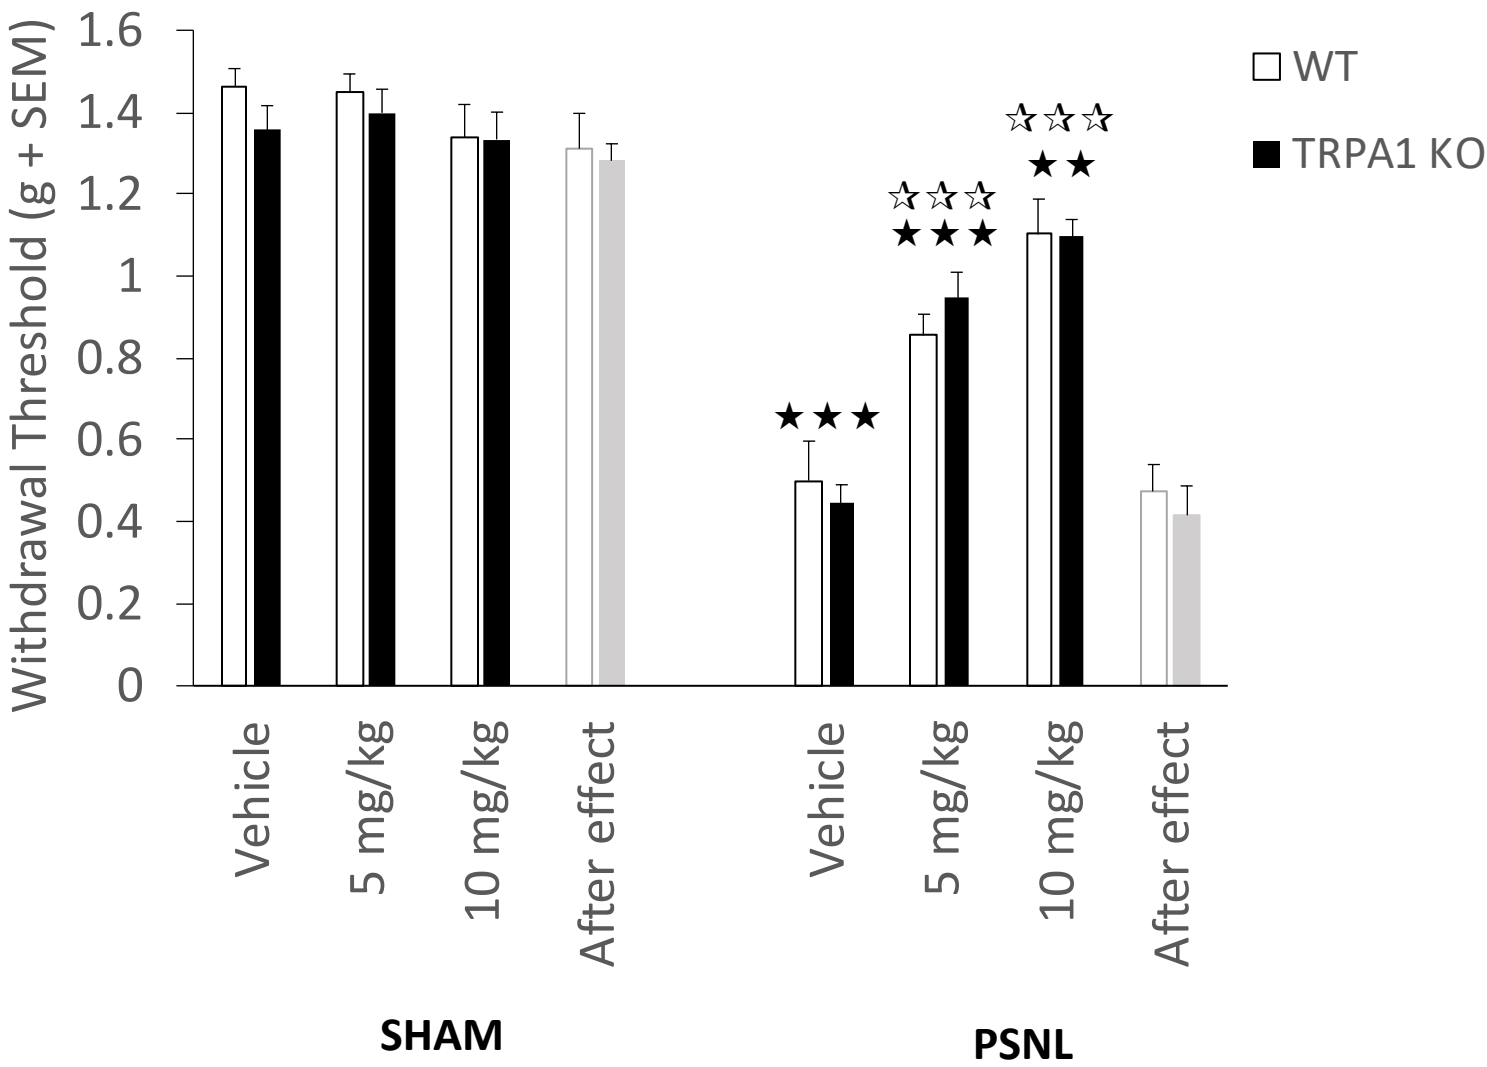 Withdrawal Threshold (g + SEM)
1.6
1.4
1.2
1
0.8
0.6
0.4
0.2
0
WT
TRPA1 KO
☆☆☆
★★
☆☆☆
★★★
★★★
Vehicle
5 mg/kg
10 mg/kg
After effect
Vehicle
5 mg/kg
10 mg/kg
After effect
SHAM
PSNL